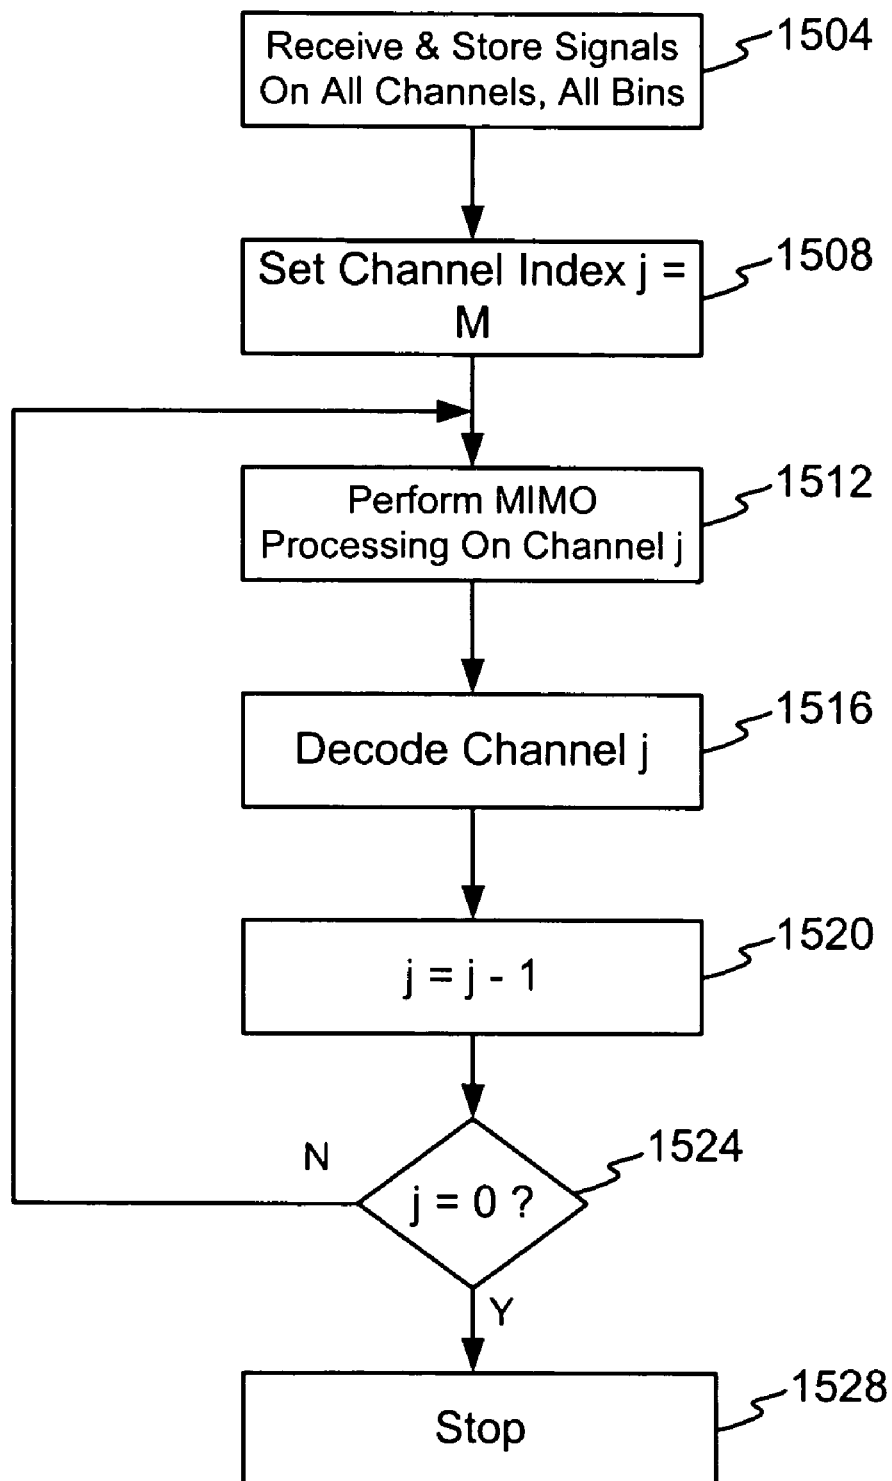 Receive & Store Signals
On All Channels, All Bins
1504
Set Channel Index j =
M
1508
Perform MIMO
Processing On Channel j
1512
Decode Channel j
1516
j = j - 1
1520
N
j = 0 ?
1524
Y
Stop
1528